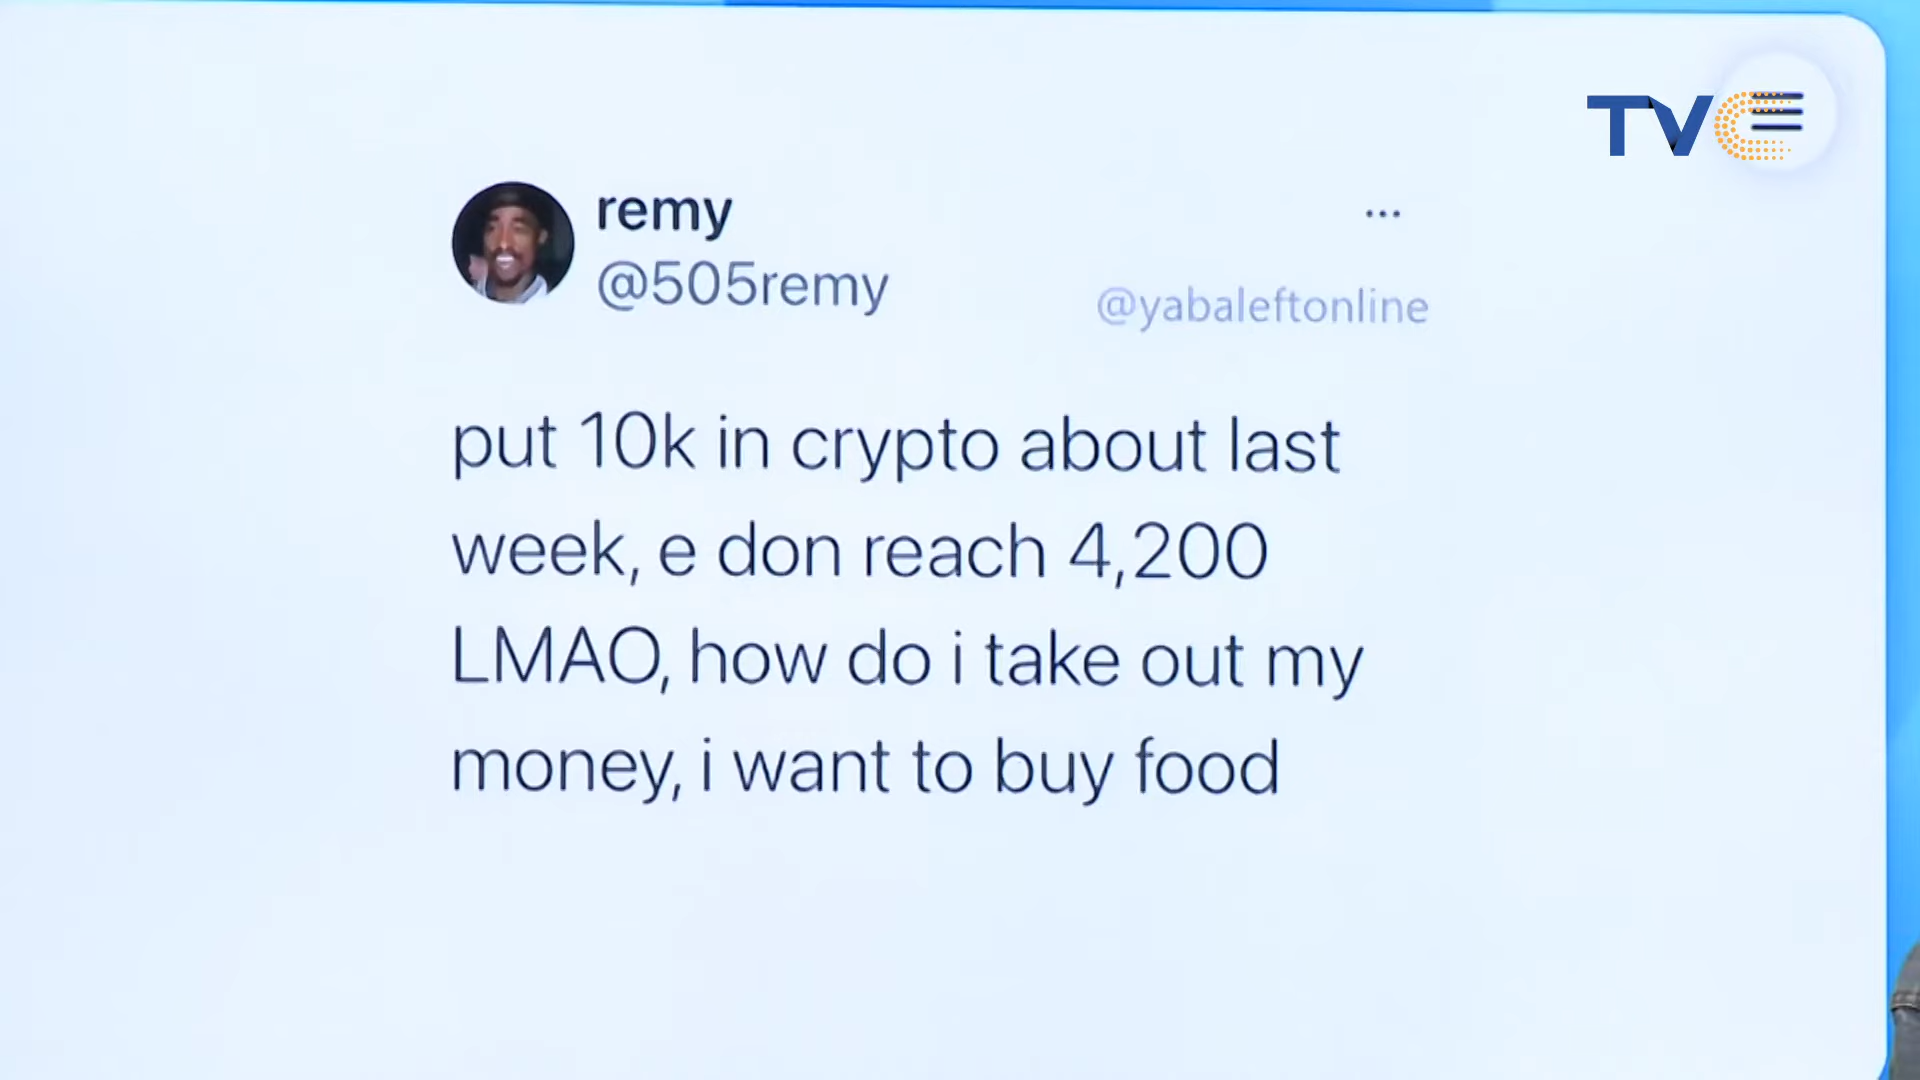 TVC
remy
...
@505remy
@yabaleftonline
put 10k in crypto about last
week, e don reach 4,200
LMAO, how do i take out my
money, i want to buy food